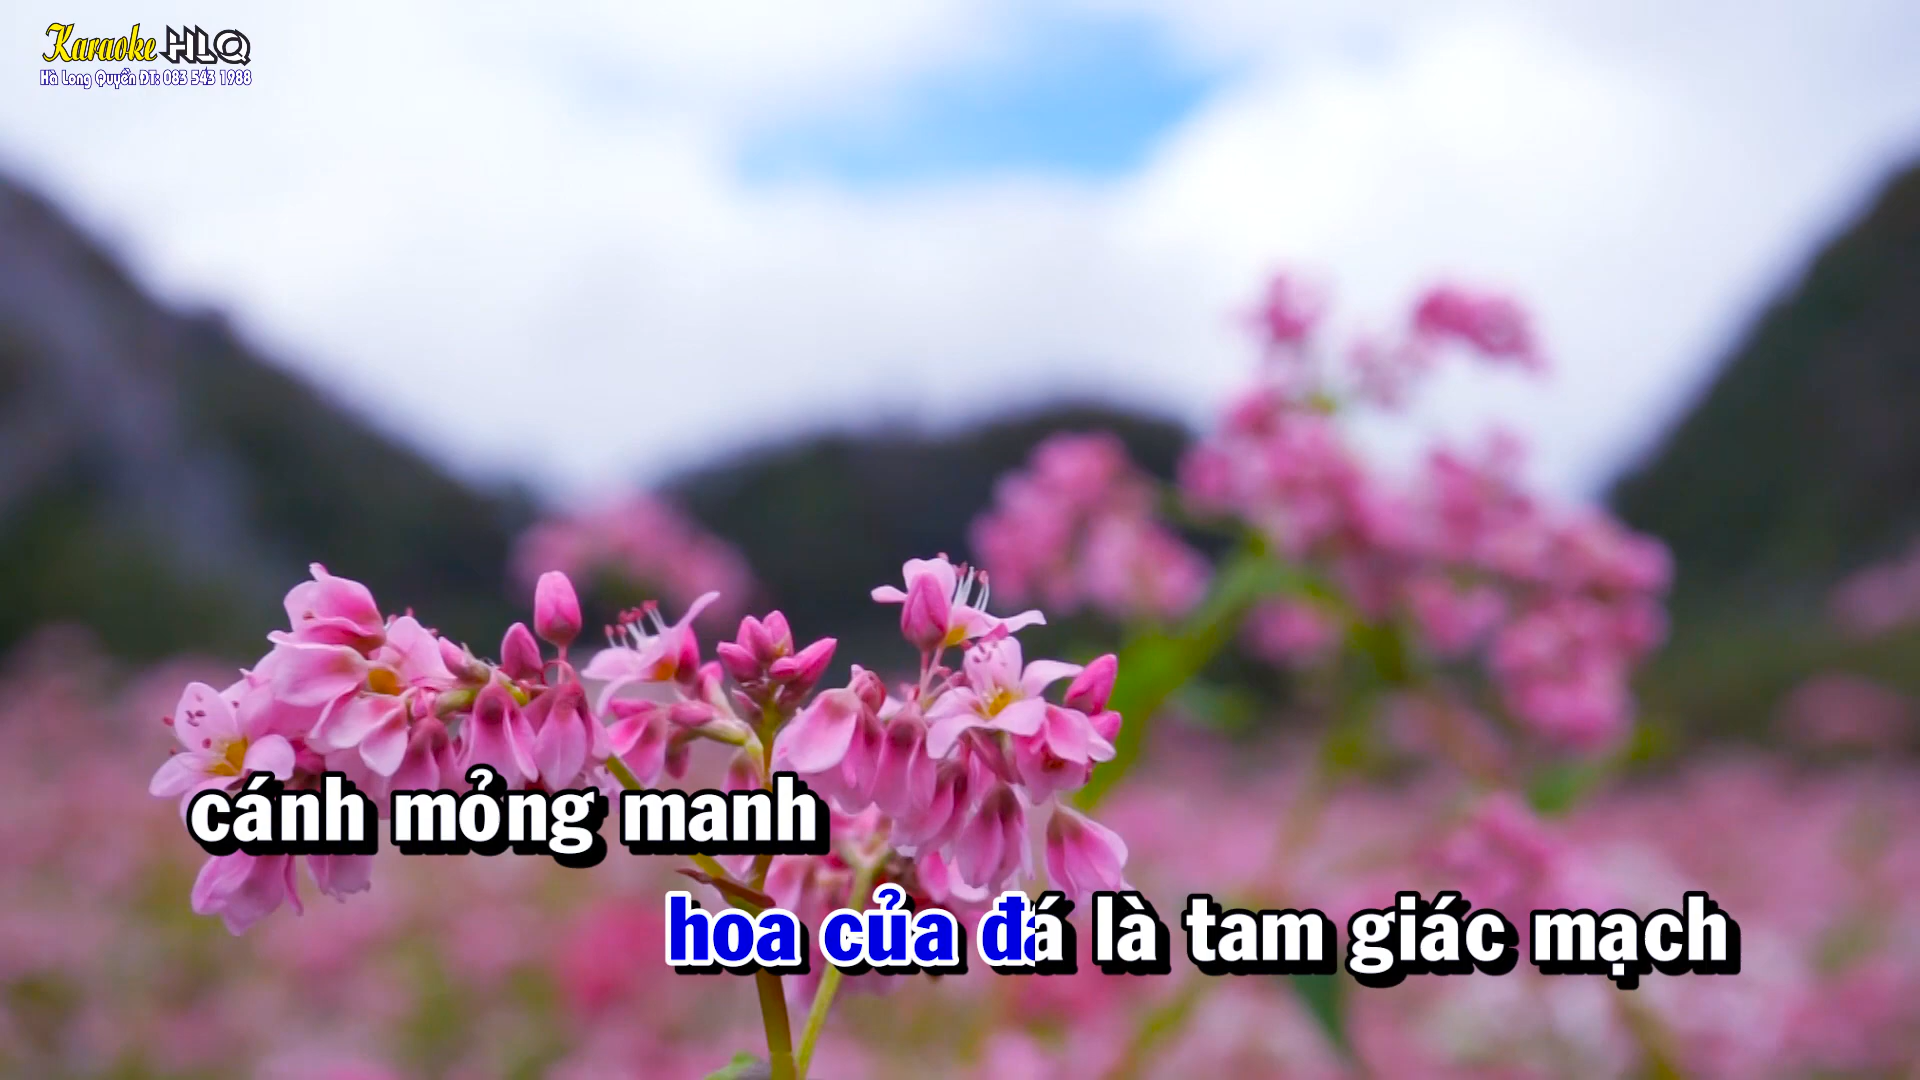 Karaoke HLQ
Hà Long Quyền ĐT: 083 543 1988
cánh mỏng manh
hoa của đá là tam giác mạch